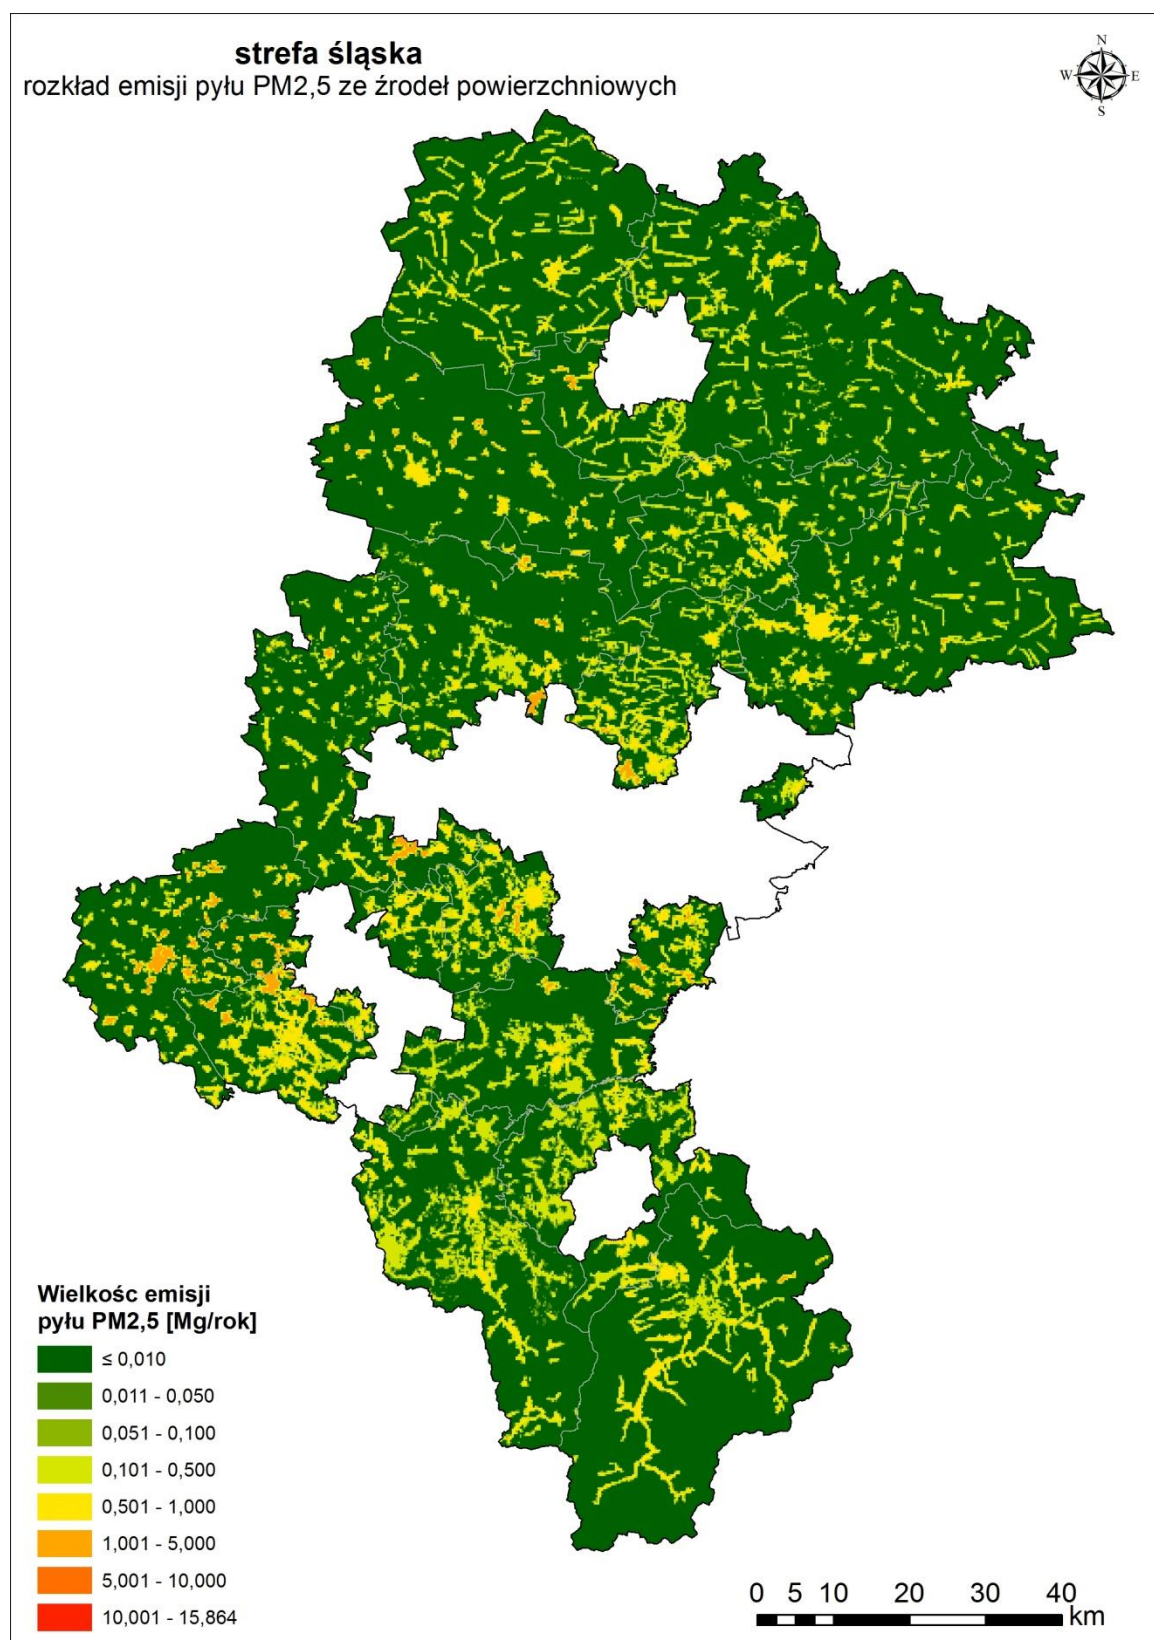 strefa śląska
rozkład emisji pyłu PM2,5 ze źrodeł powierzchniowych
N
W E
S
Wielkośc emisji
pyłu PM2,5 [Mg/rok]
≤ 0,010
0,011 - 0,050
0,051 - 0,100
0,101 - 0,500
0,501 - 1,000
1,001 - 5,000
5,001 - 10,000
10,001 - 15,864
0 5 10 20 30 40
km